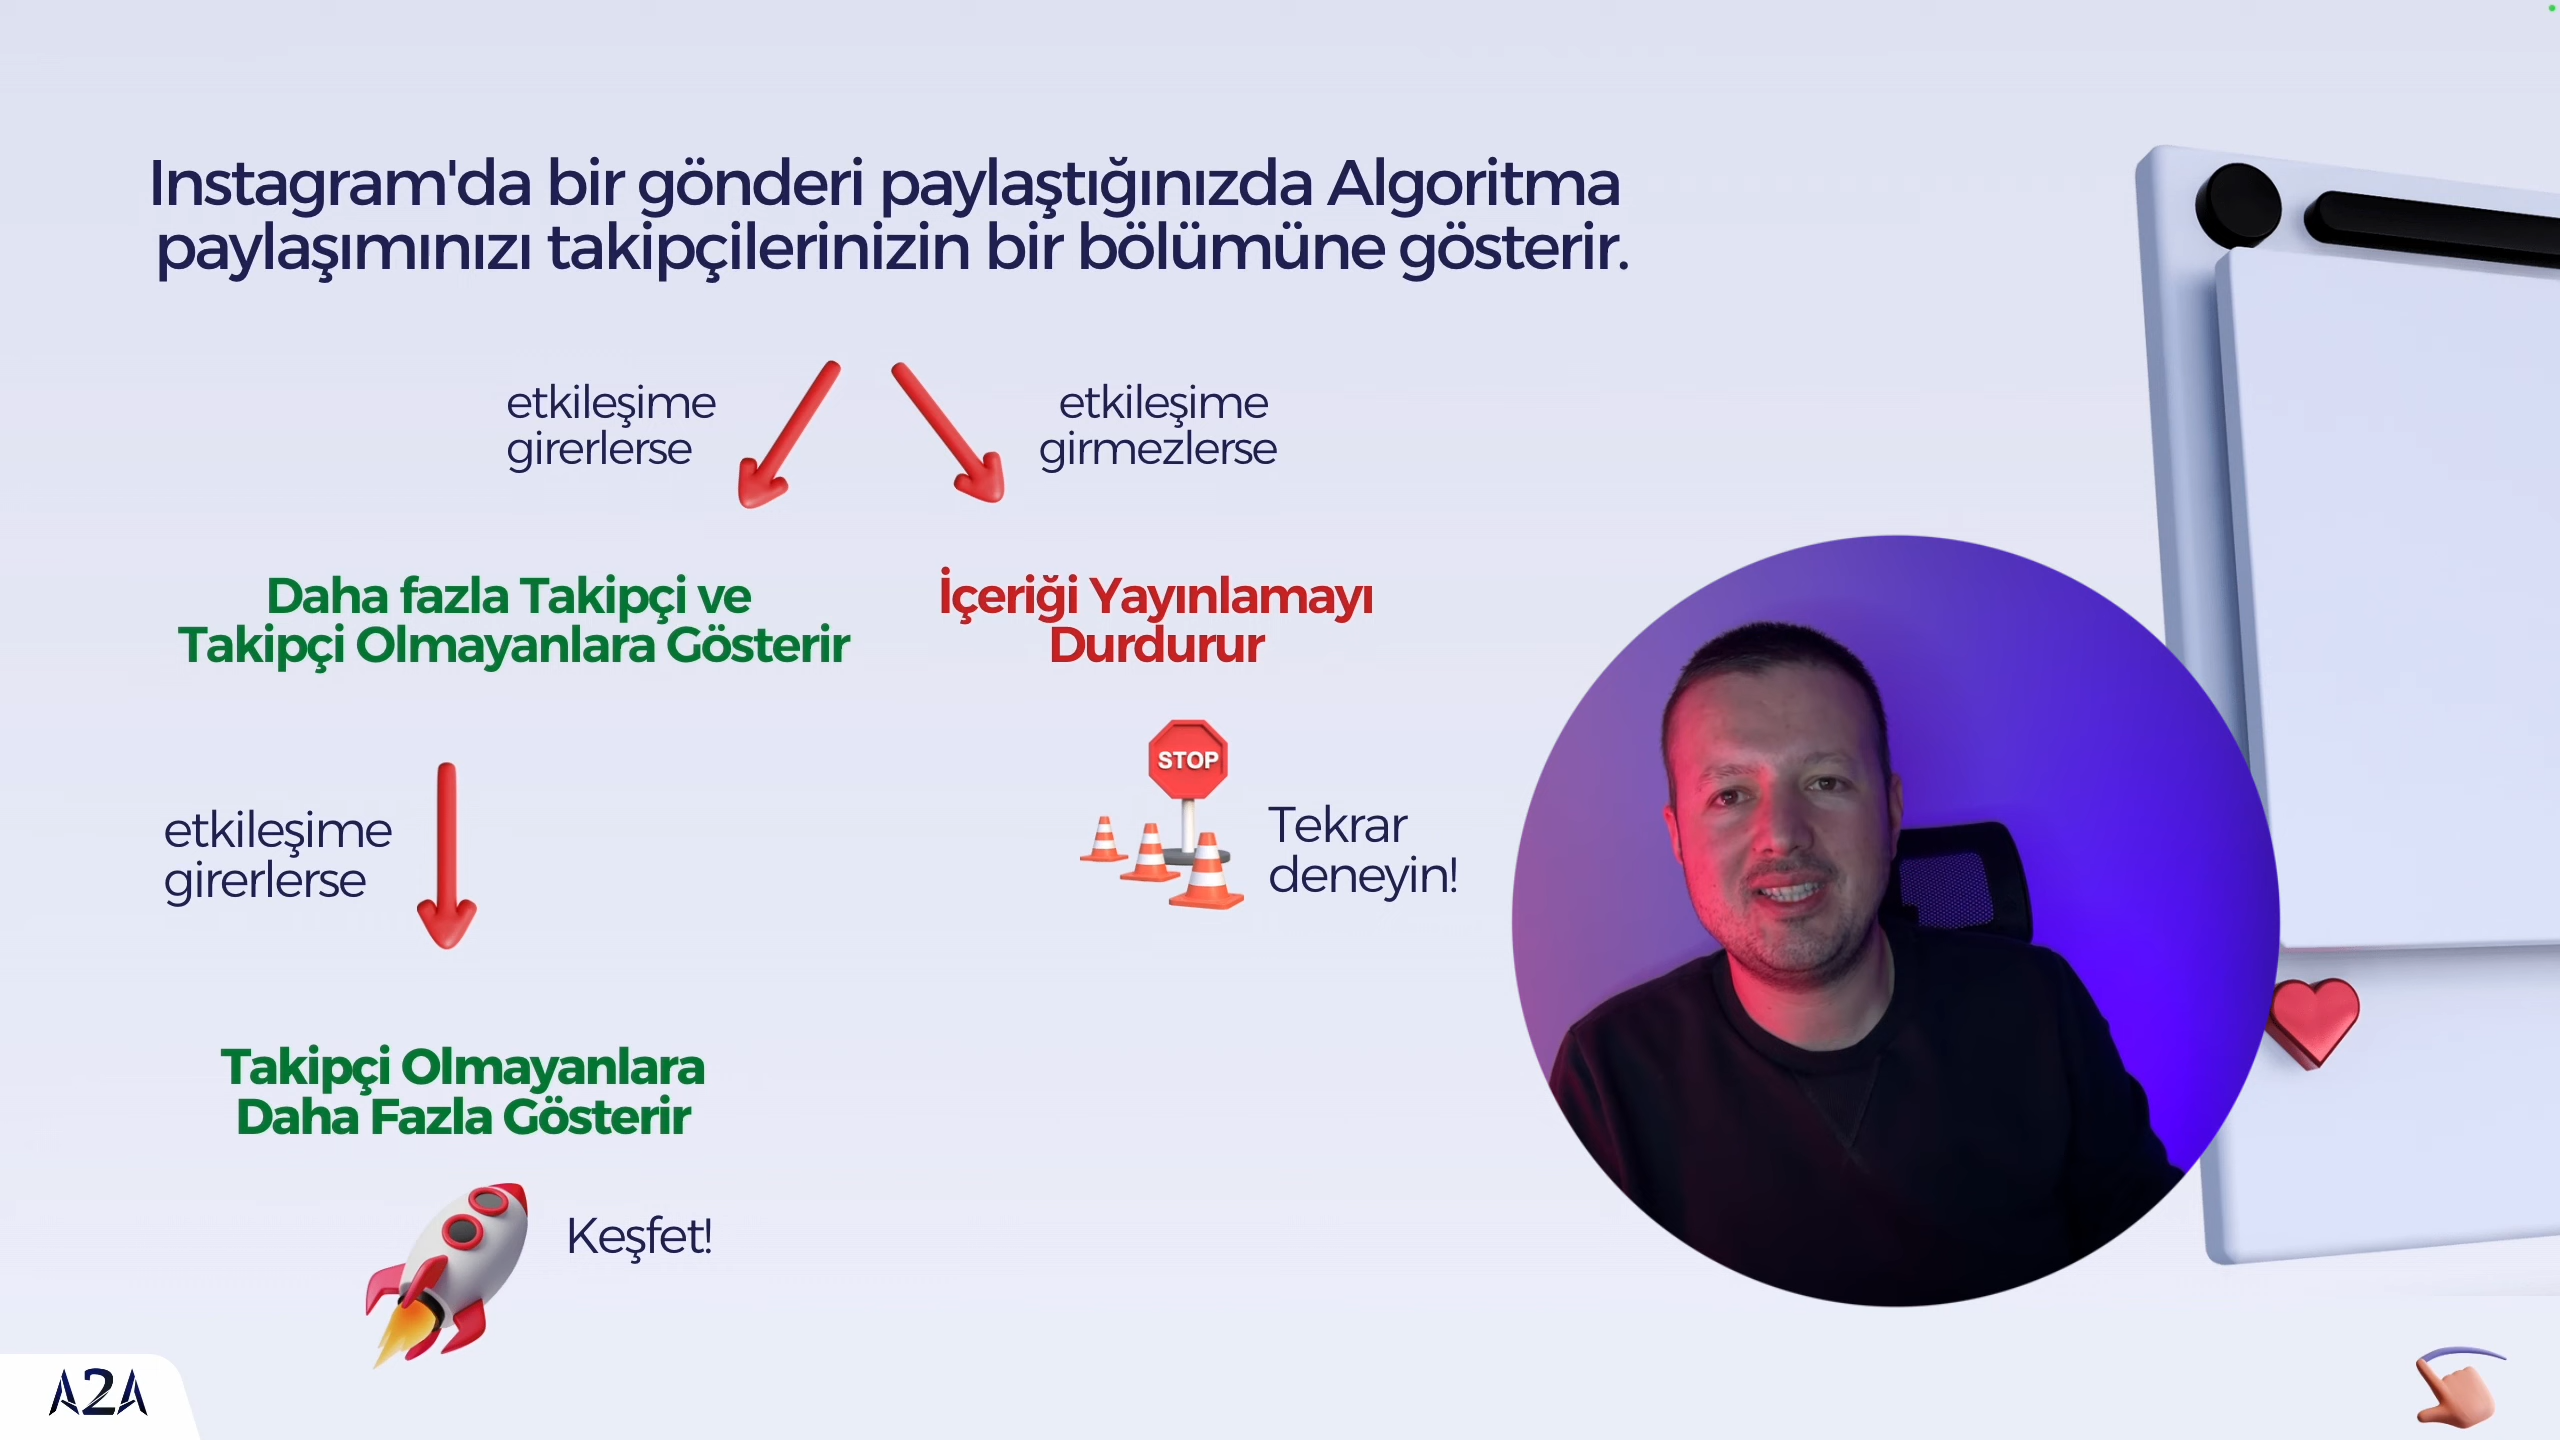 Instagram'da bir gönderi paylaştığınızda Algoritma
paylaşımınızı takipçilerinizin bir bölümüne gösterir.
etkileşime
girerlerse
etkileşime
girmezlerse
Daha fazla Takipçi ve
Takipçi Olmayanlara Gösterir
İçeriği Yayınlamayı
Durdurur
STOP
Tekrar
deneyin!
etkileşime
girerlerse
Takipçi Olmayanlara
Daha Fazla Gösterir
Keşfet!
A2A